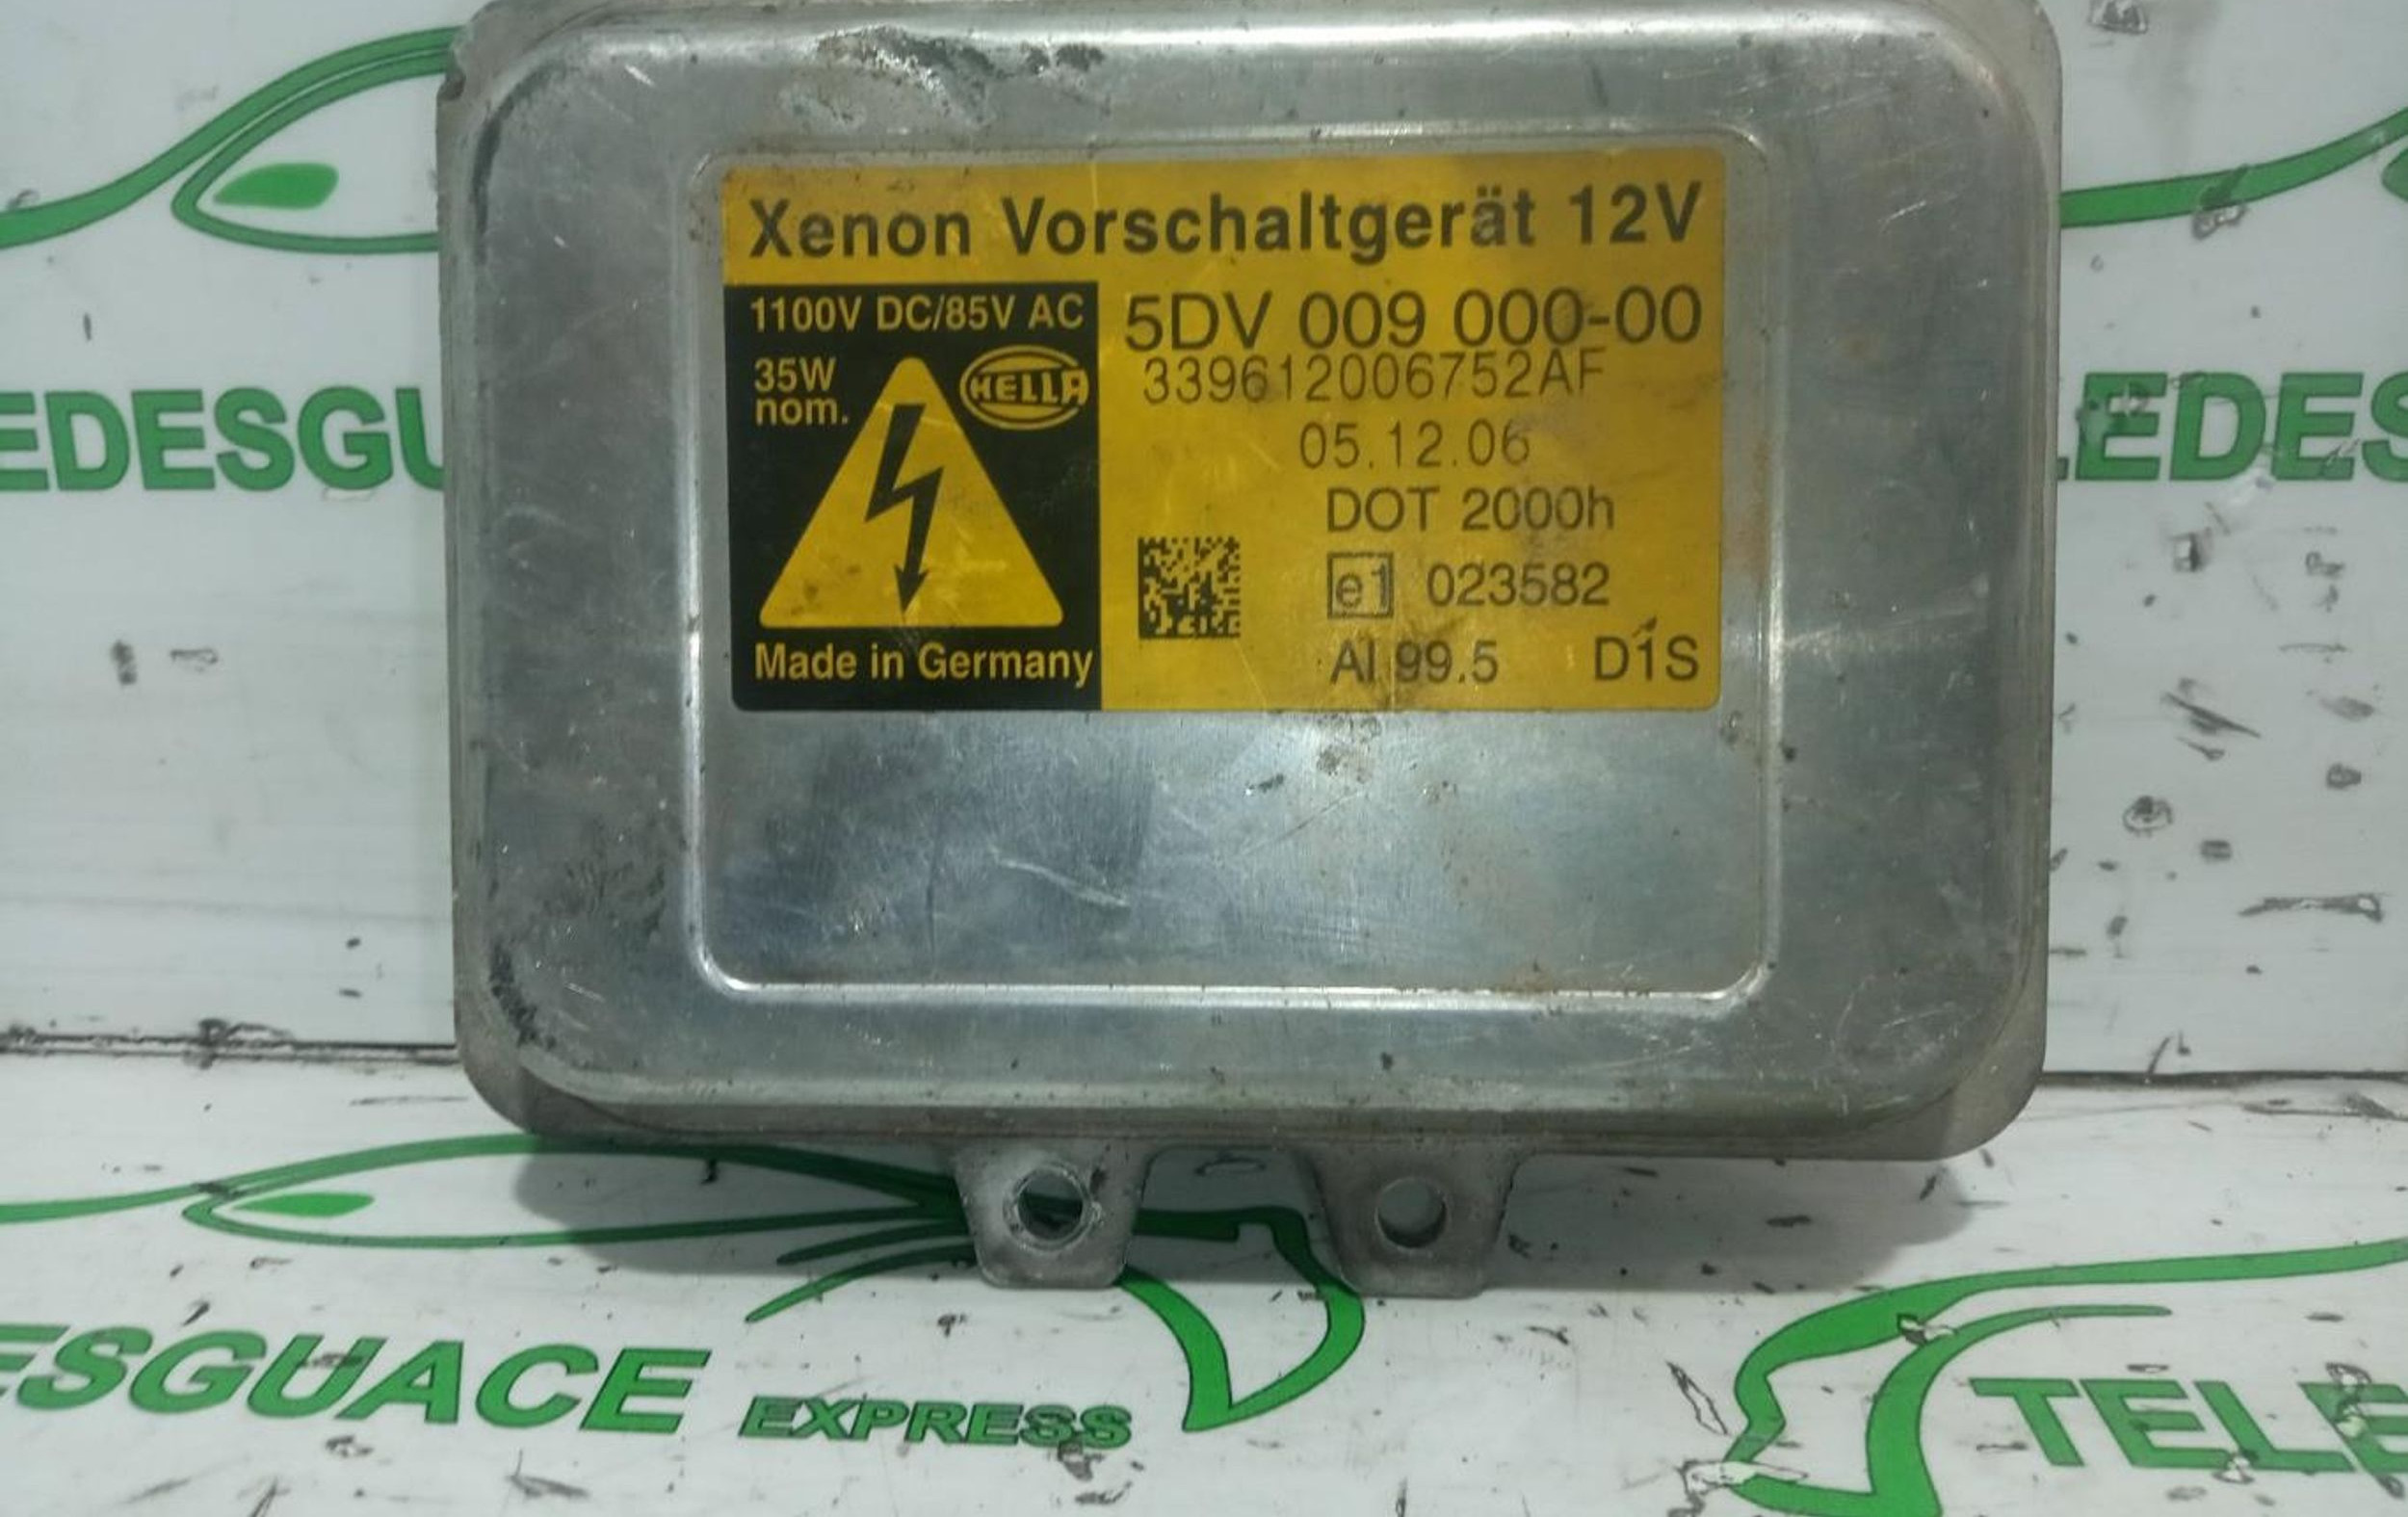 Xenon Vorschaltgerät 12V
1100V DC/85V AC
35W
nom.
HELLA
Made in Germany
5DV 009 000-00
339612006752AF
05.12.06
DOT 2000h
e1 023582
Al 99.5 D1S
EDESGU
LEDES
ESGUACE EXPRESS
TELE